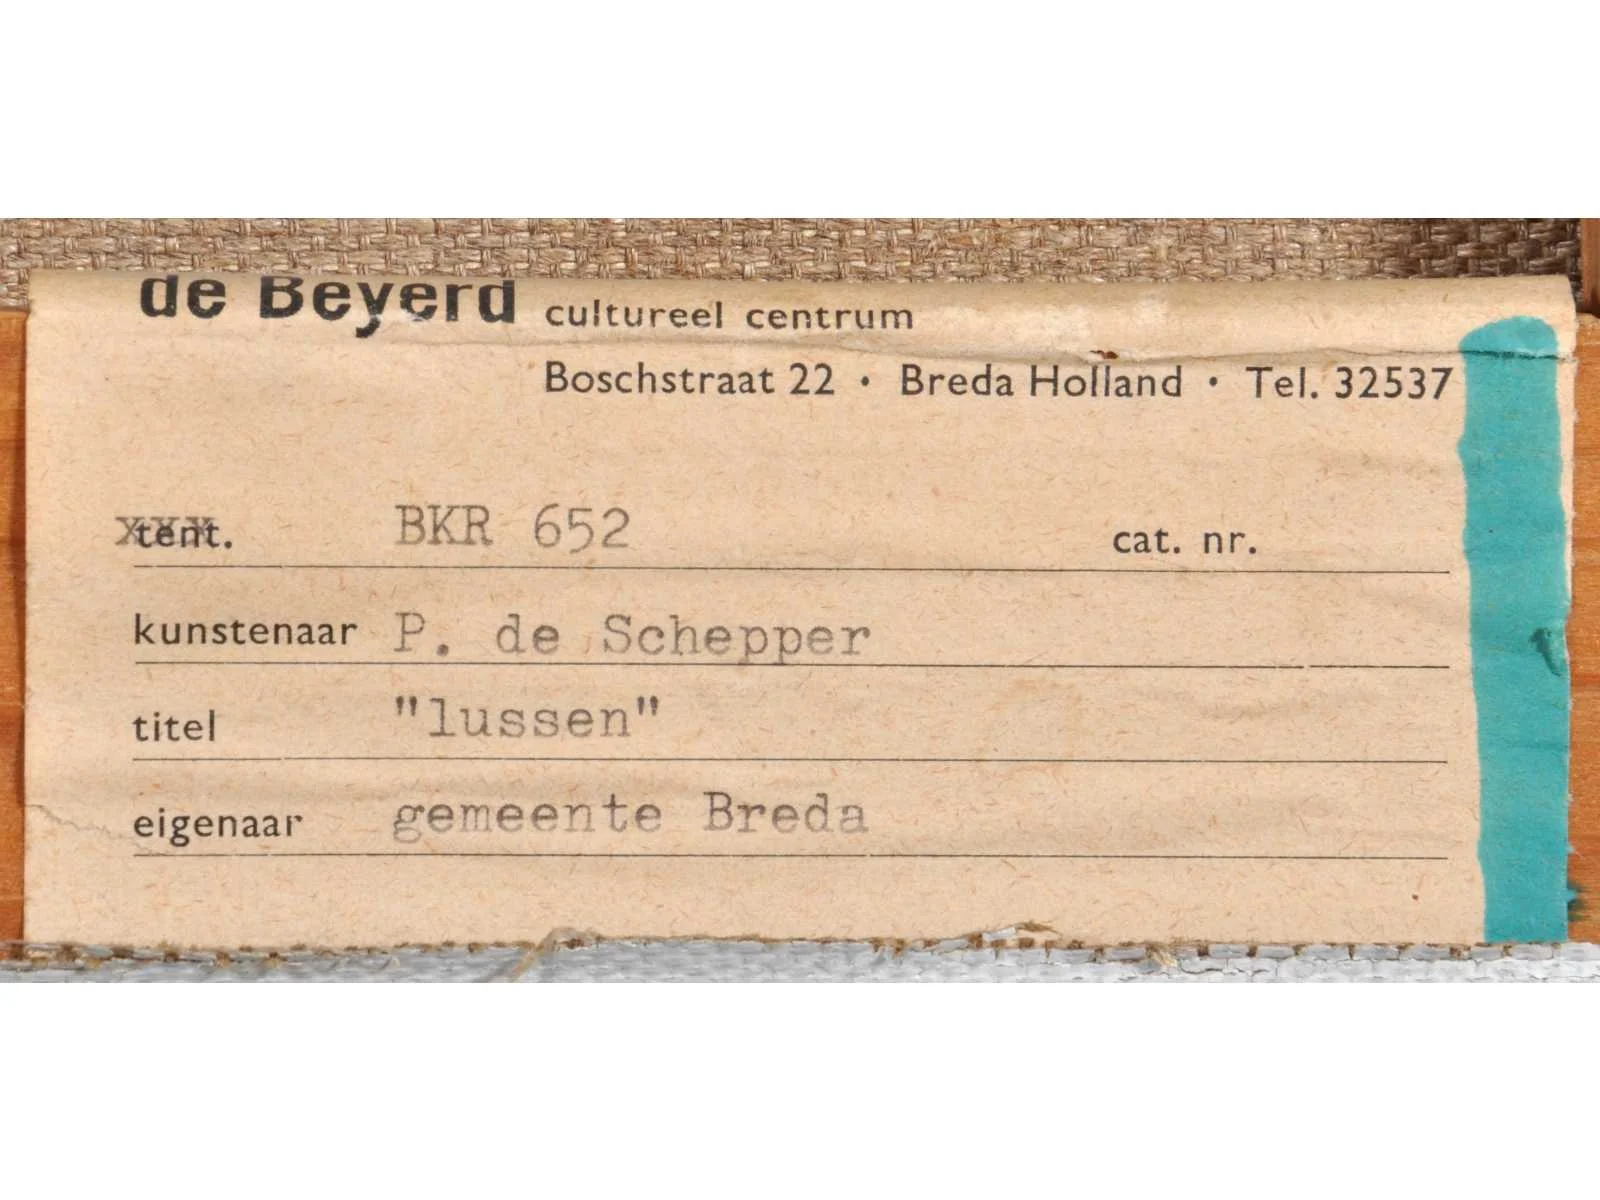 de Beyerd cultureel centrum
Boschstraat 22 • Breda Holland • Tel. 32537
xxx tent. BKR 652 cat. nr.
kunstenaar P. de Schepper
titel "lussen"
eigenaar gemeente Breda